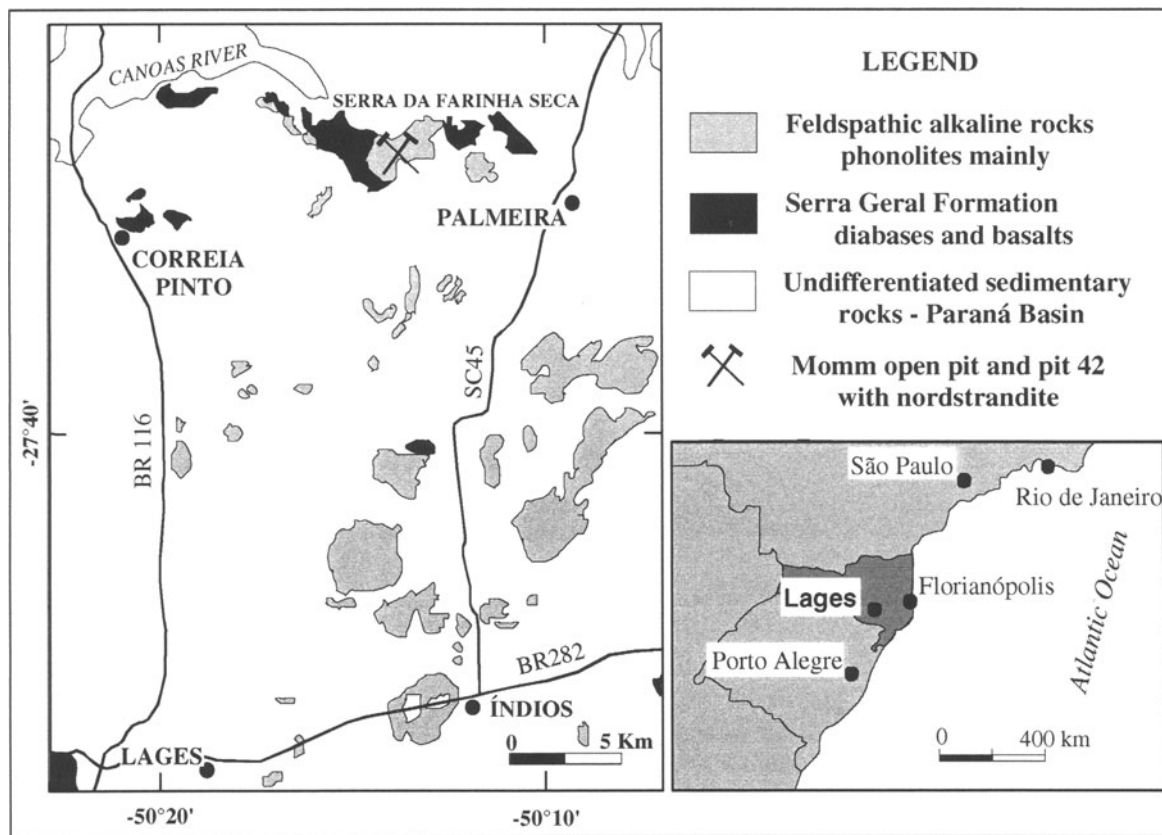 CANOAS RIVER
SERRA DA FARINHA SECA
PALMEIRA
CORREIA
PINTO
SC45
BR 116
-27°40'
BR282
ÍNDIOS
LAGES
0 5 Km
-50°20'
-50°10'
LEGEND
Feldspathic alkaline rocks
phonolites mainly
Serra Geral Formation
diabases and basalts
Undifferentiated sedimentary
rocks - Paraná Basin
Momm open pit and pit 42
with nordstrandite
São Paulo
Rio de Janeiro
Florianópolis
Lages
Porto Alegre
Atlantic Ocean
0 400 km